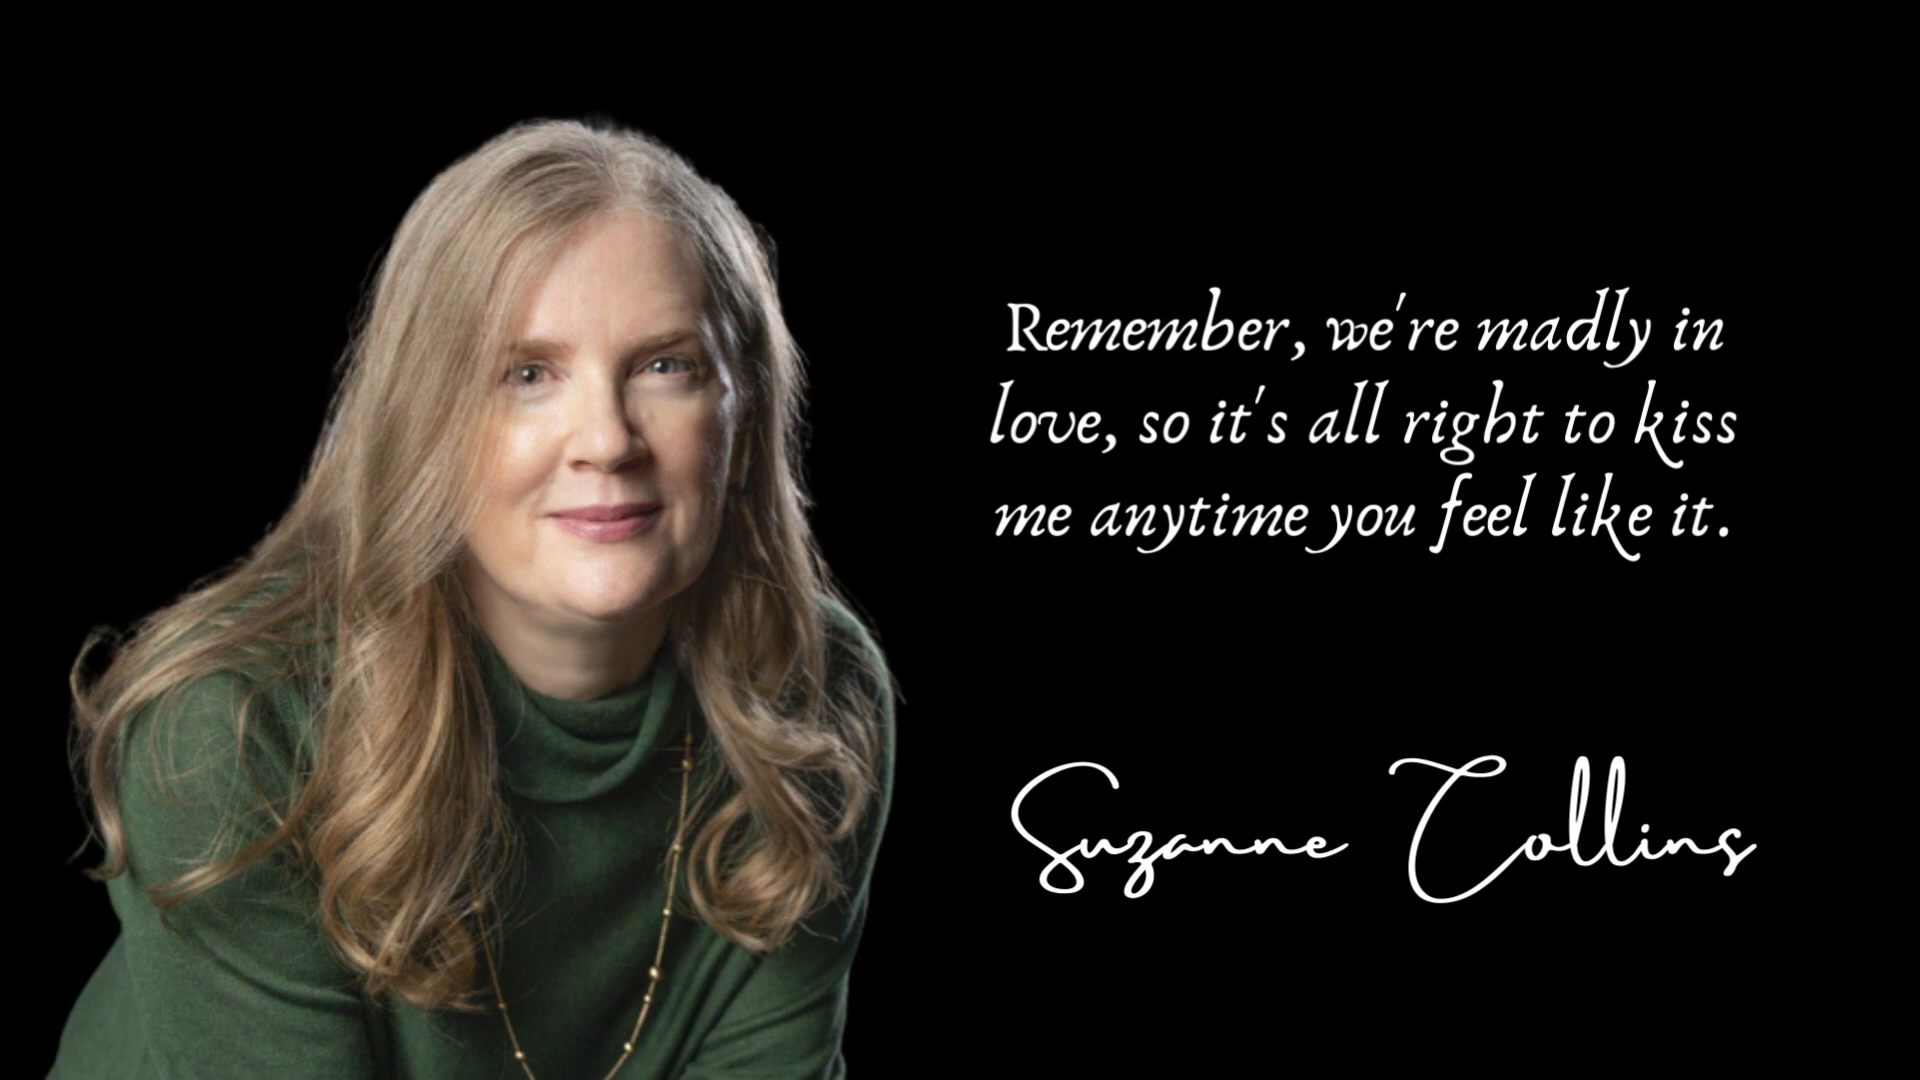 Remember, we're madly in
love, so it's all right to kiss
me anytime you feel like it.
Suzanne Collins